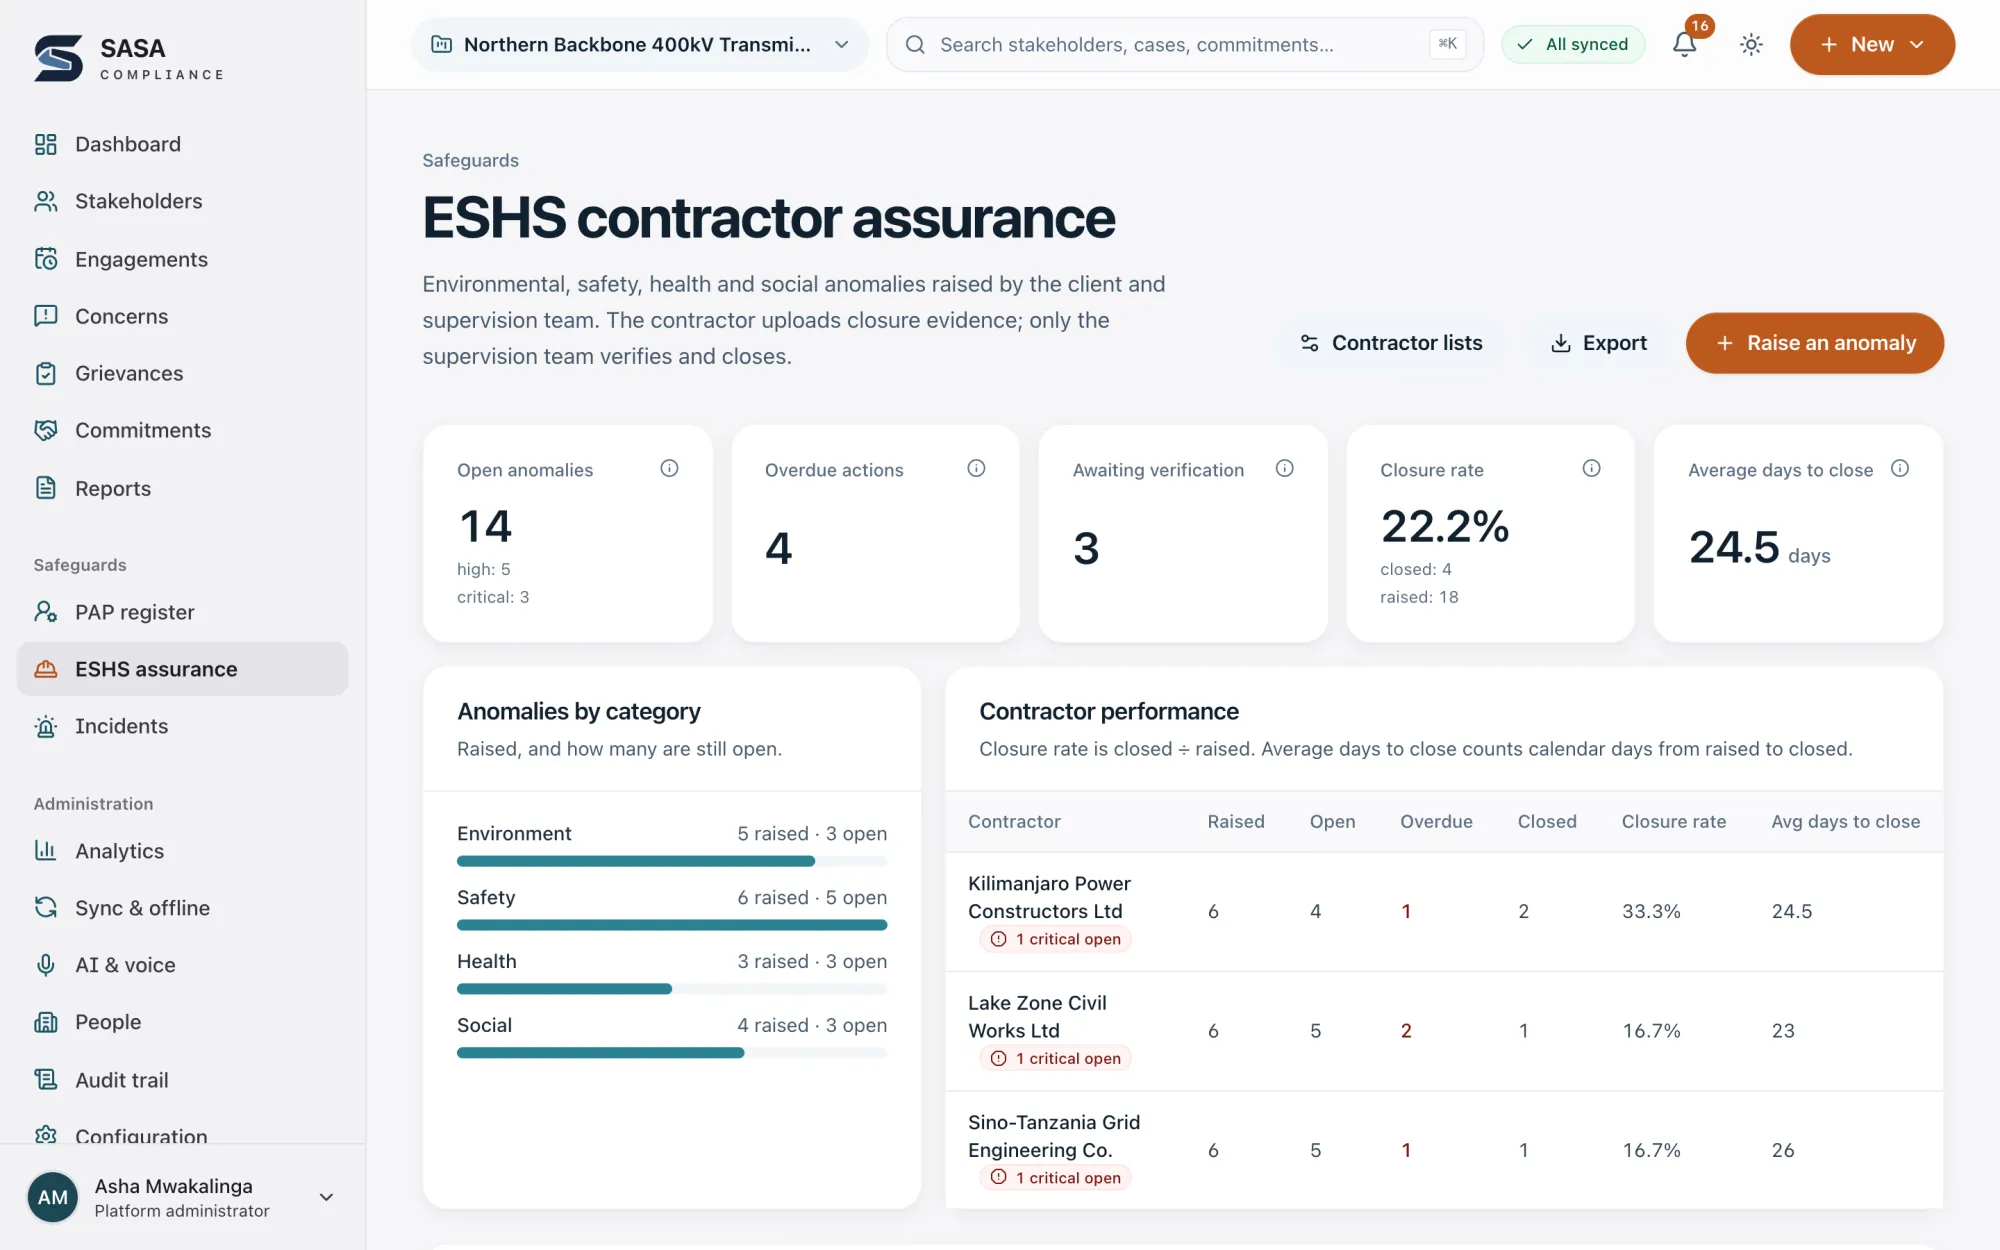 SASA
COMPLIANCE
Dashboard
Stakeholders
Engagements
Concerns
Grievances
Commitments
Reports
Safeguards
PAP register
ESHS assurance
Incidents
Administration
Analytics
Sync & offline
AI & voice
People
Audit trail
Configuration
AM
Asha Mwakalinga
Platform administrator
Northern Backbone 400kV Transmi...
Search stakeholders, cases, commitments...
⌘K
All synced
16
New
Safeguards
ESHS contractor assurance
Environmental, safety, health and social anomalies raised by the client and
supervision team. The contractor uploads closure evidence; only the
supervision team verifies and closes.
Contractor lists
Export
Raise an anomaly
Open anomalies
14
high: 5
critical: 3
Overdue actions
4
Awaiting verification
3
Closure rate
22.2%
closed: 4
raised: 18
Average days to close
24.5 days
Anomalies by category
Raised, and how many are still open.
Environment 5 raised · 3 open
Safety 6 raised · 5 open
Health 3 raised · 3 open
Social 4 raised · 3 open
Contractor performance
Closure rate is closed ÷ raised. Average days to close counts calendar days from raised to closed.
Contractor Raised Open Overdue Closed Closure rate Avg days to close
Kilimanjaro Power
Constructors Ltd 6 4 1 2 33.3% 24.5
1 critical open
Lake Zone Civil
Works Ltd 6 5 2 1 16.7% 23
1 critical open
Sino-Tanzania Grid
Engineering Co. 6 5 1 1 16.7% 26
1 critical open